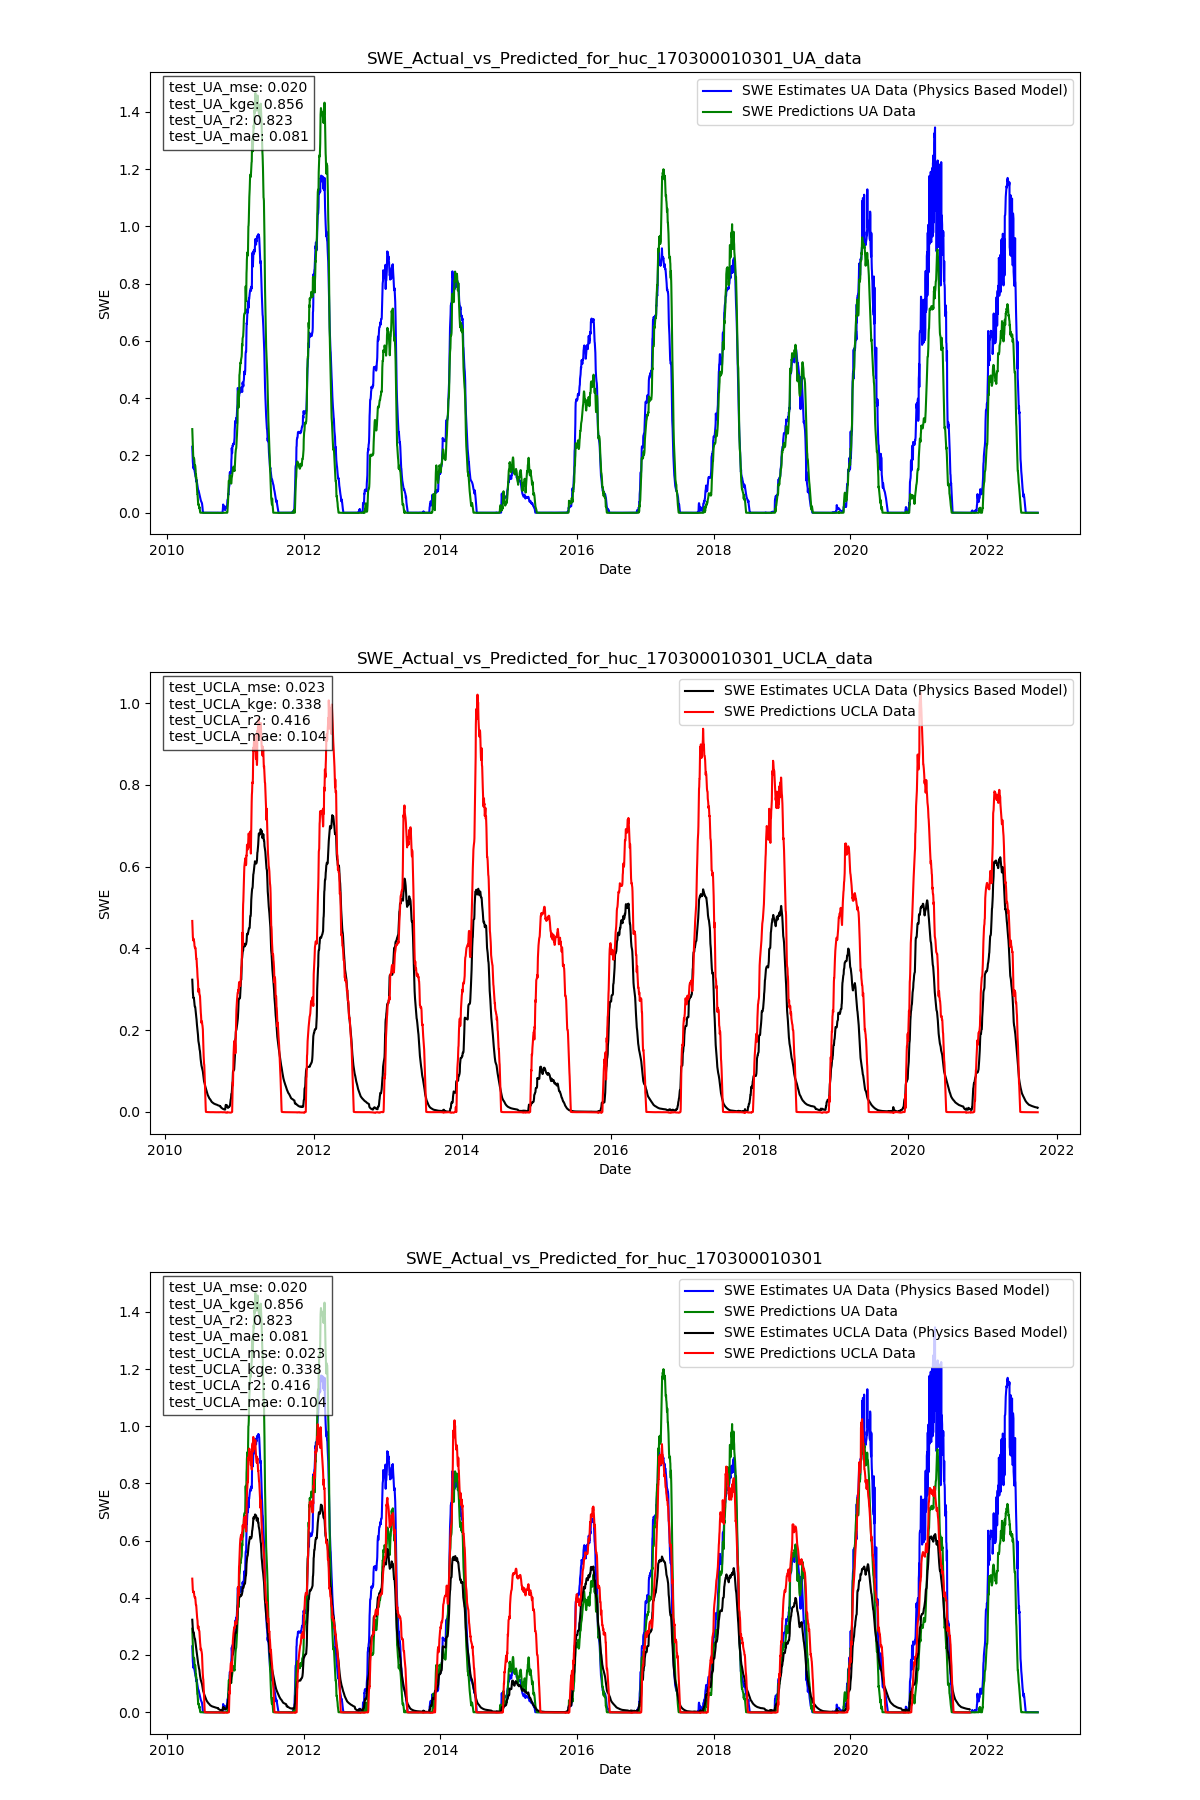 SWE_Actual_vs_Predicted_for_huc_170300010301_UA_data
test_UA_mse: 0.020
test_UA_kge: 0.856
test_UA_r2: 0.823
test_UA_mae: 0.081
SWE Estimates UA Data (Physics Based Model)
SWE Predictions UA Data
1.4
1.2
1.0
0.8
0.6
0.4
0.2
0.0
SWE
2010 2012 2014 2016 2018 2020 2022
Date
SWE_Actual_vs_Predicted_for_huc_170300010301_UCLA_data
test_UCLA_mse: 0.023
test_UCLA_kge: 0.338
test_UCLA_r2: 0.416
test_UCLA_mae: 0.104
SWE Estimates UCLA Data (Physics Based Model)
SWE Predictions UCLA Data
1.0
0.8
0.6
0.4
0.2
0.0
SWE
2010 2012 2014 2016 2018 2020 2022
Date
SWE_Actual_vs_Predicted_for_huc_170300010301
test_UA_mse: 0.020
test_UA_kge: 0.856
test_UA_r2: 0.823
test_UA_mae: 0.081
test_UCLA_mse: 0.023
test_UCLA_kge: 0.338
test_UCLA_r2: 0.416
test_UCLA_mae: 0.104
SWE Estimates UA Data (Physics Based Model)
SWE Predictions UA Data
SWE Estimates UCLA Data (Physics Based Model)
SWE Predictions UCLA Data
1.4
1.2
1.0
0.8
0.6
0.4
0.2
0.0
SWE
2010 2012 2014 2016 2018 2020 2022
Date